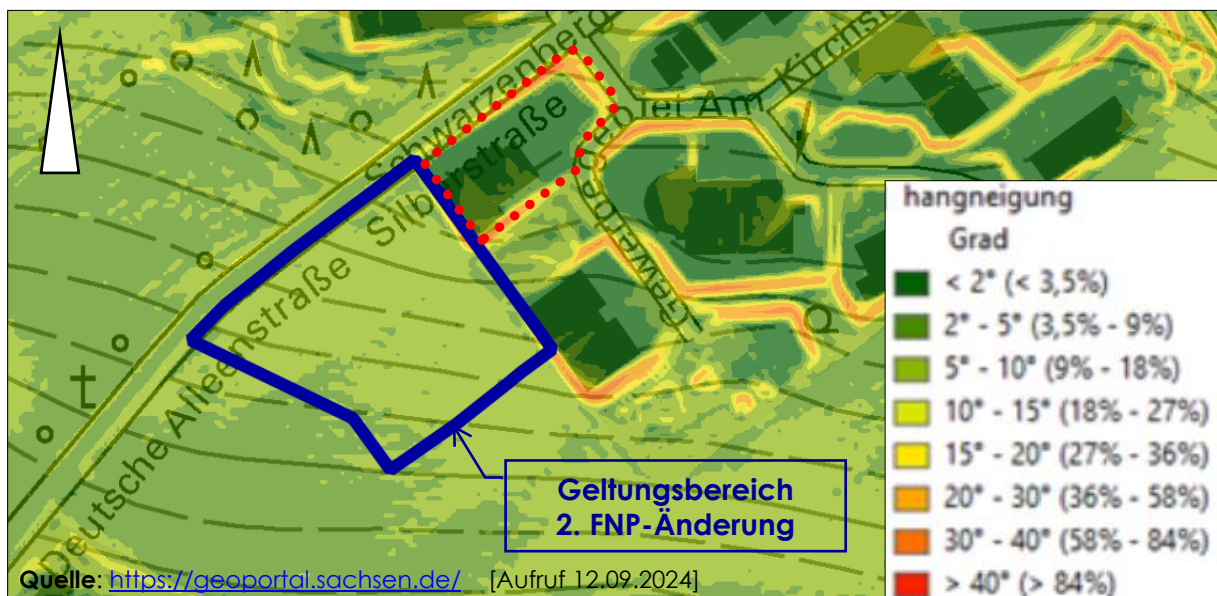 Schwarzenberg
Silberstraße
Deutsche Alleenstraße
Gewerbegebiet Am Kirchst
hangneigung
Grad
< 2° (< 3,5%)
2° - 5° (3,5% - 9%)
5° - 10° (9% - 18%)
10° - 15° (18% - 27%)
15° - 20° (27% - 36%)
20° - 30° (36% - 58%)
30° - 40° (58% - 84%)
> 40° (> 84%)
Geltungsbereich
2. FNP-Änderung
Quelle: https://geoportal.sachsen.de/ [Aufruf 12.09.2024]